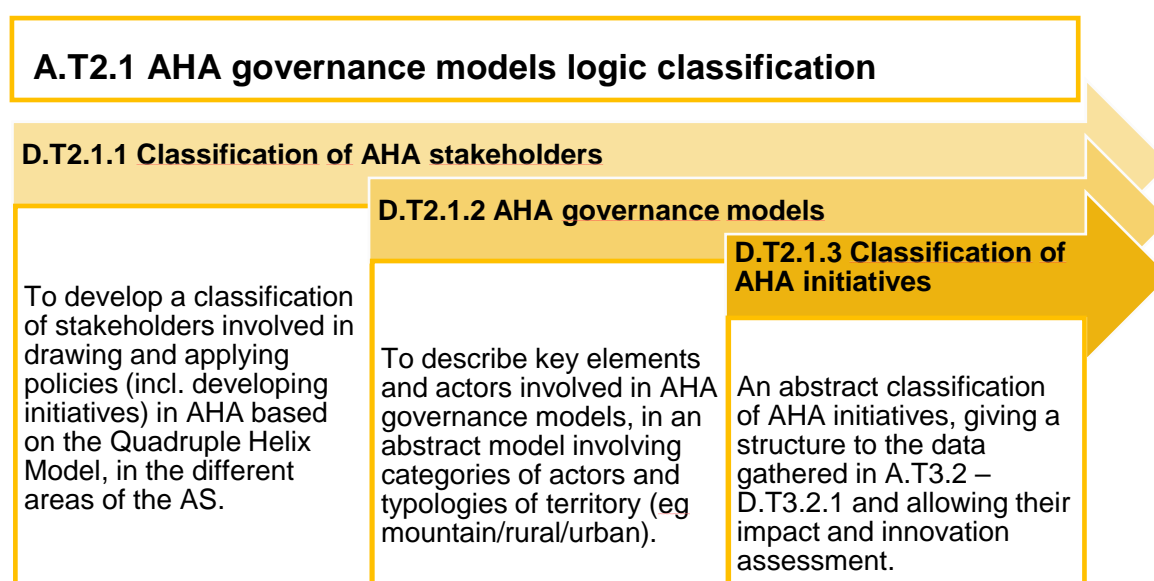 A.T2.1 AHA governance models logic classification
D.T2.1.1 Classification of AHA stakeholders
To develop a classification
of stakeholders involved in
drawing and applying
policies (incl. developing
initiatives) in AHA based
on the Quadruple Helix
Model, in the different
areas of the AS.
D.T2.1.2 AHA governance models
To describe key elements
and actors involved in AHA
governance models, in an
abstract model involving
categories of actors and
typologies of territory (eg
mountain/rural/urban).
D.T2.1.3 Classification of
AHA initiatives
An abstract classification
of AHA initiatives, giving a
structure to the data
gathered in A.T3.2 –
D.T3.2.1 and allowing their
impact and innovation
assessment.